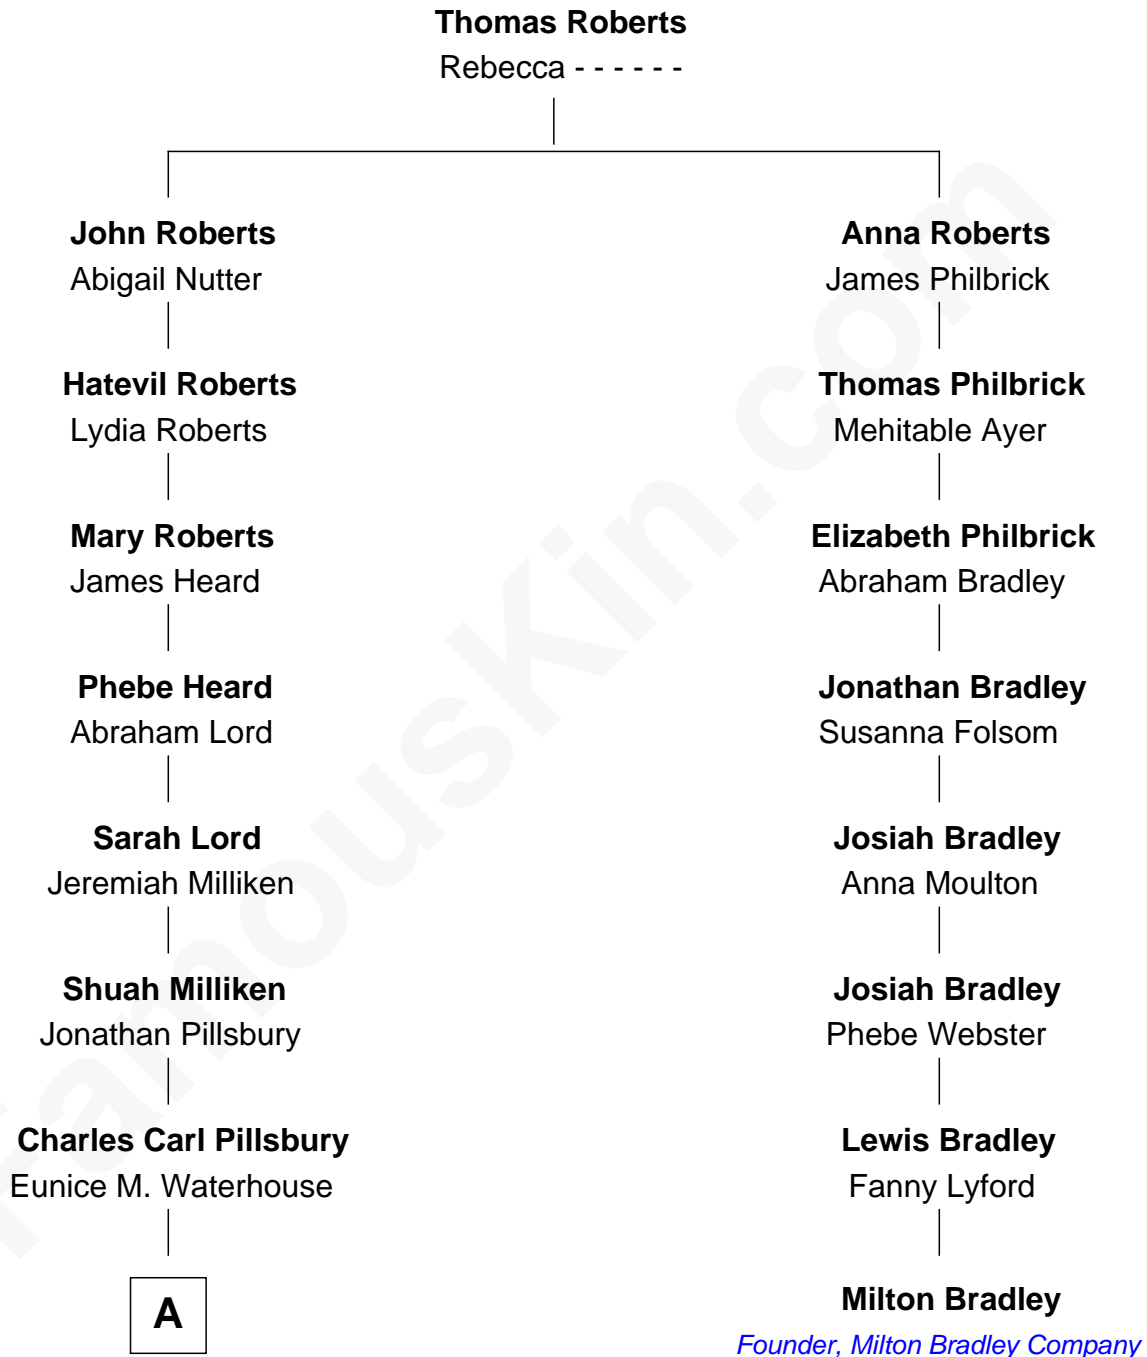 Thomas Roberts
Rebecca - - - - - -
John Roberts
Abigail Nutter
Anna Roberts
James Philbrick
Hatevil Roberts
Lydia Roberts
Thomas Philbrick
Mehitable Ayer
Mary Roberts
James Heard
Elizabeth Philbrick
Abraham Bradley
Phebe Heard
Abraham Lord
Jonathan Bradley
Susanna Folsom
Sarah Lord
Jeremiah Milliken
Josiah Bradley
Anna Moulton
Shuah Milliken
Jonathan Pillsbury
Josiah Bradley
Phebe Webster
Charles Carl Pillsbury
Eunice M. Waterhouse
Lewis Bradley
Fanny Lyford
A
Milton Bradley
Founder, Milton Bradley Company
FamousKin.com